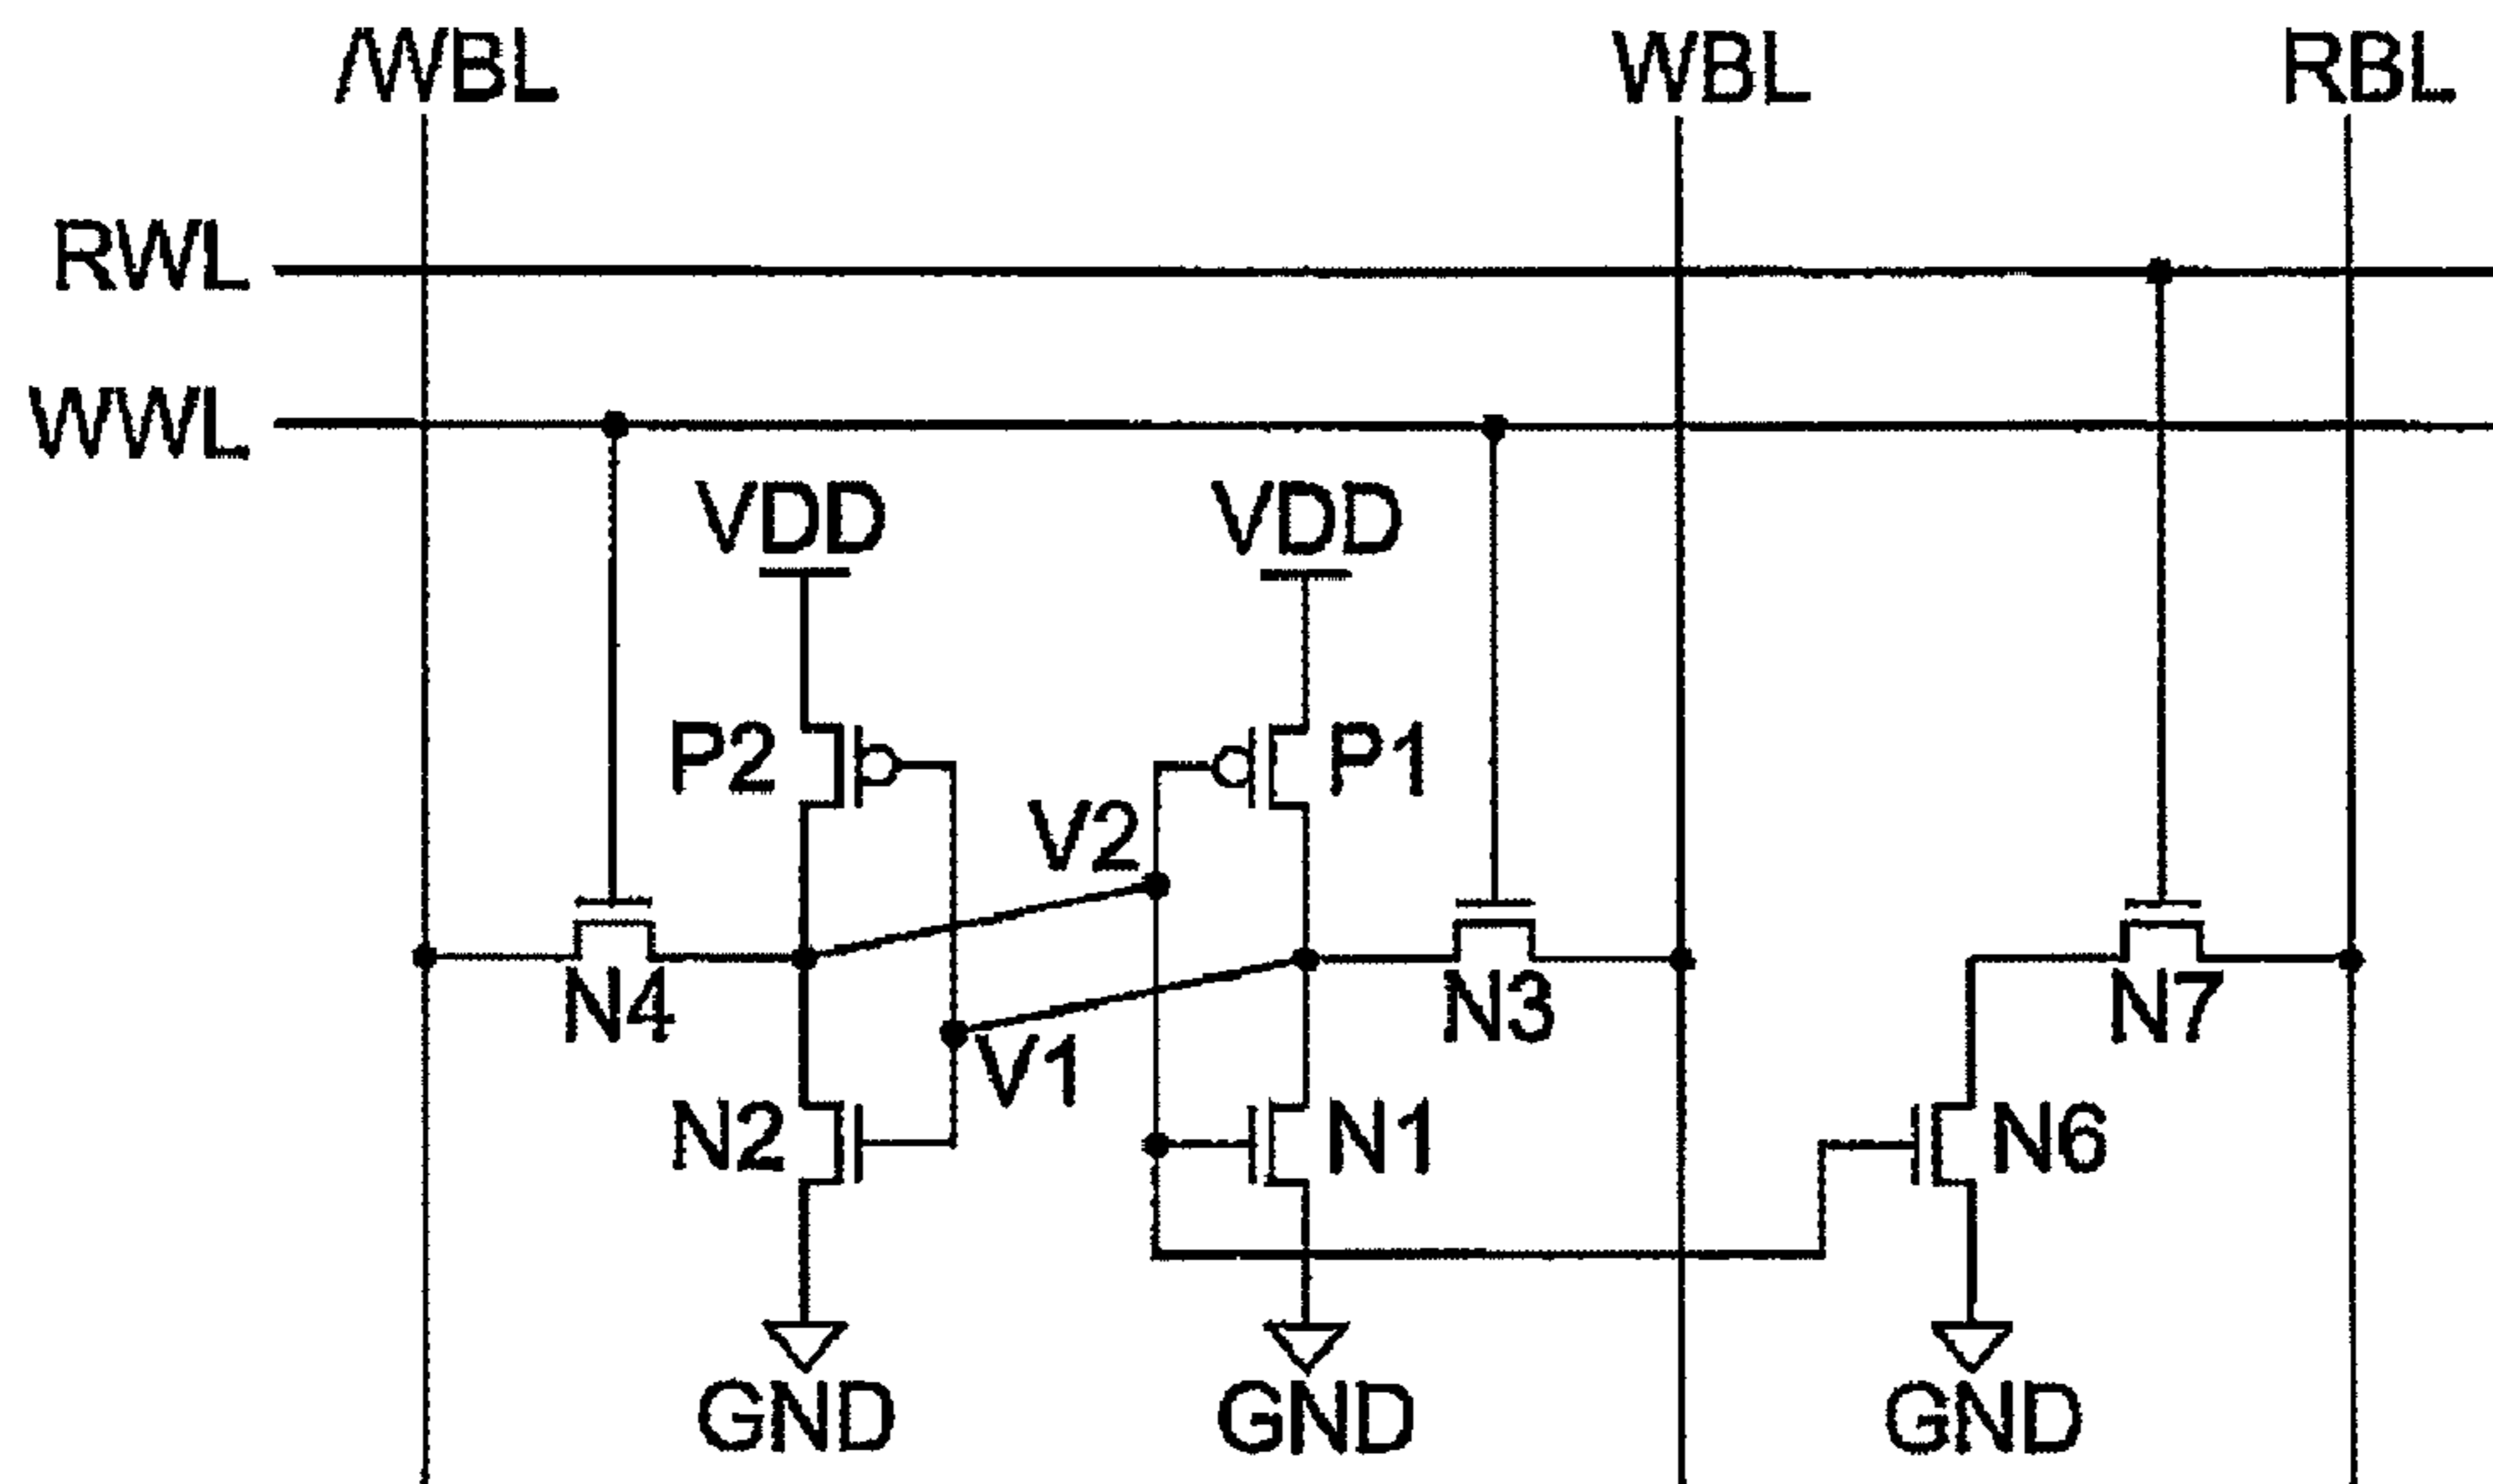 /WBL WBL RBL
RWL
WWL
VDD VDD
P2 P1
V2
N4 N3 N7
V1
N2 N1 N6
GND GND GND